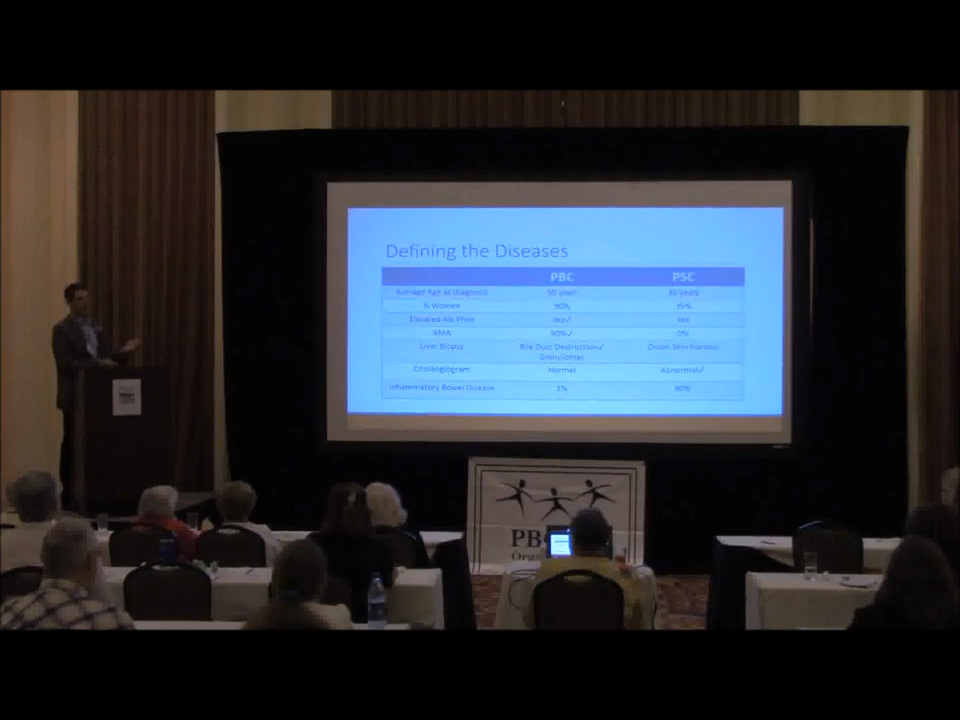 Defining the Diseases
PBC PSC
Average Age at Diagnosis 50 years 35 years
% Women 90% 35%
Elevated Alk Phos Yes✓ Yes
AMA 90%✓ 0%
Liver Biopsy Bile Duct Destruction✓ Onion Skin Fibrosis
Granulomas
Cholangiogram Normal Abnormal✓
Inflammatory Bowel Disease 1% 80%
PB
Or